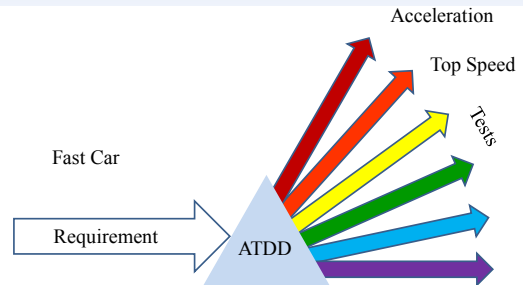 Acceleration
Top Speed
Tests
Fast Car
Requirement
ATDD